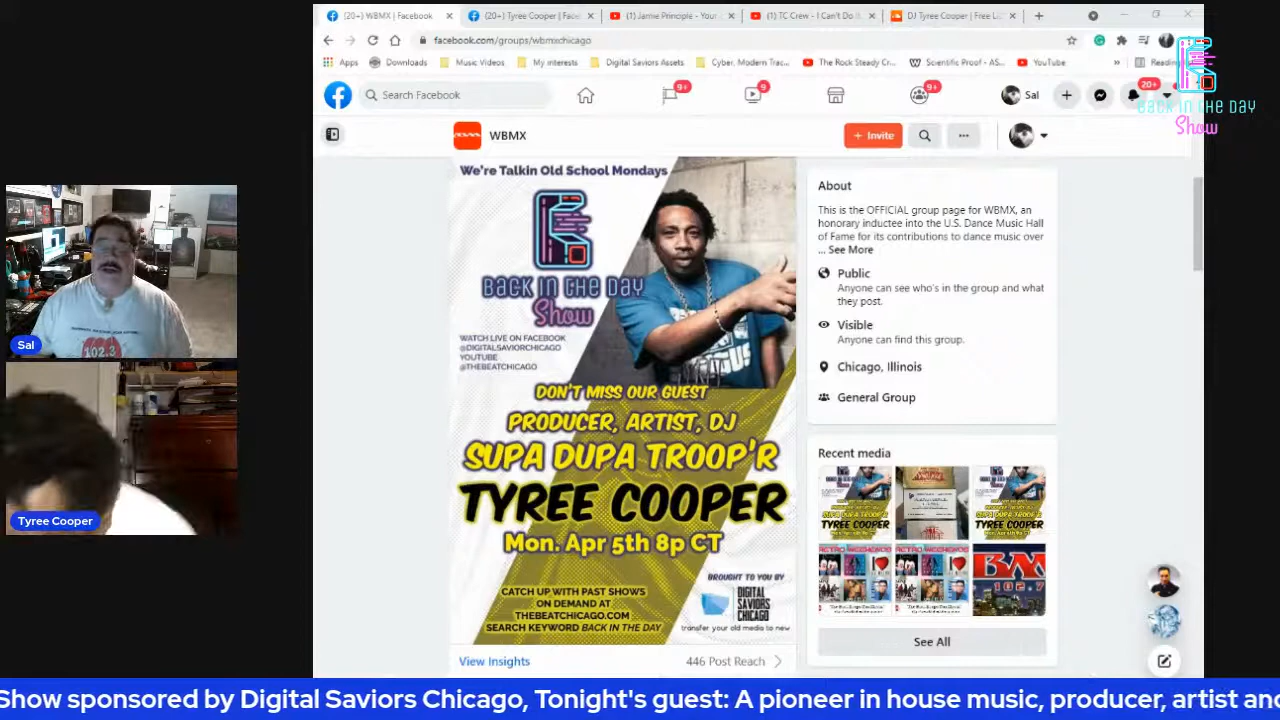 (20+) WBMX | Facebook
(20+) Tyree Cooper | Face
(1) Jamie Principle - Your
(1) TC Crew - I Can't Do It
DJ Tyree Cooper | Free L
facebook.com/groups/wbmxchicago
Apps
Downloads
Music Videos
My interests
Digital Saviors Assets
Cyber, Modern Trac...
The Rock Steady Cr...
Scientific Proof - AS...
YouTube
»
Reading
Search Facebook
9+
9
9+
Sal
20+
BACK IN THE DAY
Show
WBMX
+ Invite
We're Talkin Old School Mondays
BACK IN THE DAY
Show
WATCH LIVE ON FACEBOOK
@DIGITALSAVIORCHICAGO
YOUTUBE
@THEBEATCHICAGO
DON'T MISS OUR GUEST
PRODUCER, ARTIST, DJ
SUPA DUPA TROOP'R
TYREE COOPER
Mon. Apr 5th 8p CT
CATCH UP WITH PAST SHOWS
ON DEMAND AT
THEBEATCHICAGO.COM
SEARCH KEYWORD BACK IN THE DAY
BROUGHT TO YOU BY
DIGITAL
SAVIORS
CHICAGO
transfer your old media to new
View Insights
446 Post Reach
About
This is the OFFICIAL group page for WBMX, an
honorary inductee into the U.S. Dance Music Hall
of Fame for its contributions to dance music over
... See More
Public
Anyone can see who's in the group and what
they post.
Visible
Anyone can find this group.
Chicago, Illinois
General Group
Recent media
TYREE COOPER
TYREE COOPER
BM
102.7
See All
102.3
Sal
Tyree Cooper
Show sponsored by Digital Saviors Chicago, Tonight's guest: A pioneer in house music, producer, artist and